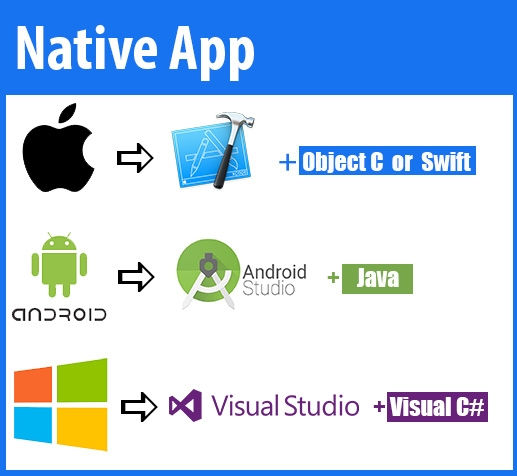 Native App
+ Object C or Swift
ANDROID
Android
Studio
+ Java
Visual Studio + Visual C#